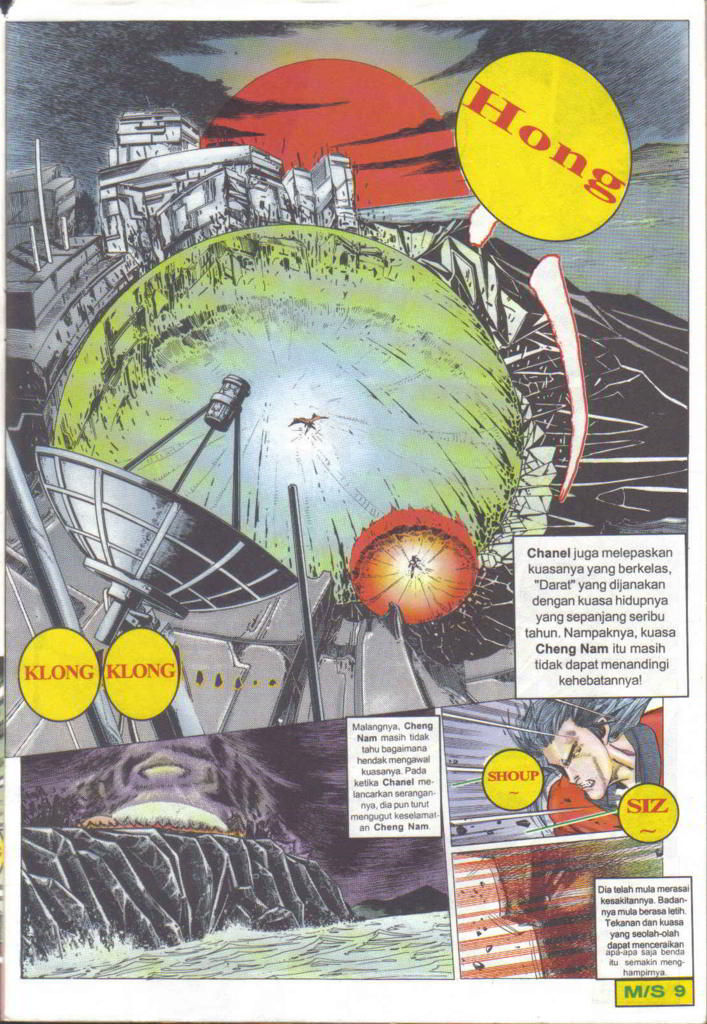 Hong
Chanel juga melepaskan
kuasanya yang berkelas,
"Darat" yang dijanakan
dengan kuasa hidupnya
yang sepanjang seribu
tahun. Nampaknya, kuasa
Cheng Nam itu masih
tidak dapat menandingi
kehebatannya!
KLONG
KLONG
Malangnya, Cheng
Nam masih tidak
tahu bagaimana
hendak mengawal
kuasanya. Pada
ketika Chanel me-
lancarkan serangan-
nya, dia pun turut
mengugut keselamat-
an Cheng Nam.
SHOUP
~
SIZ
~
Dia telah mula merasai
kesakitannya. Badan-
nya mula berasa letih.
Tekanan dan kuasa
yang seolah-olah
dapat menceraikan
apa-apa saja benda
itu semakin meng-
hampirnya.
M/S 9